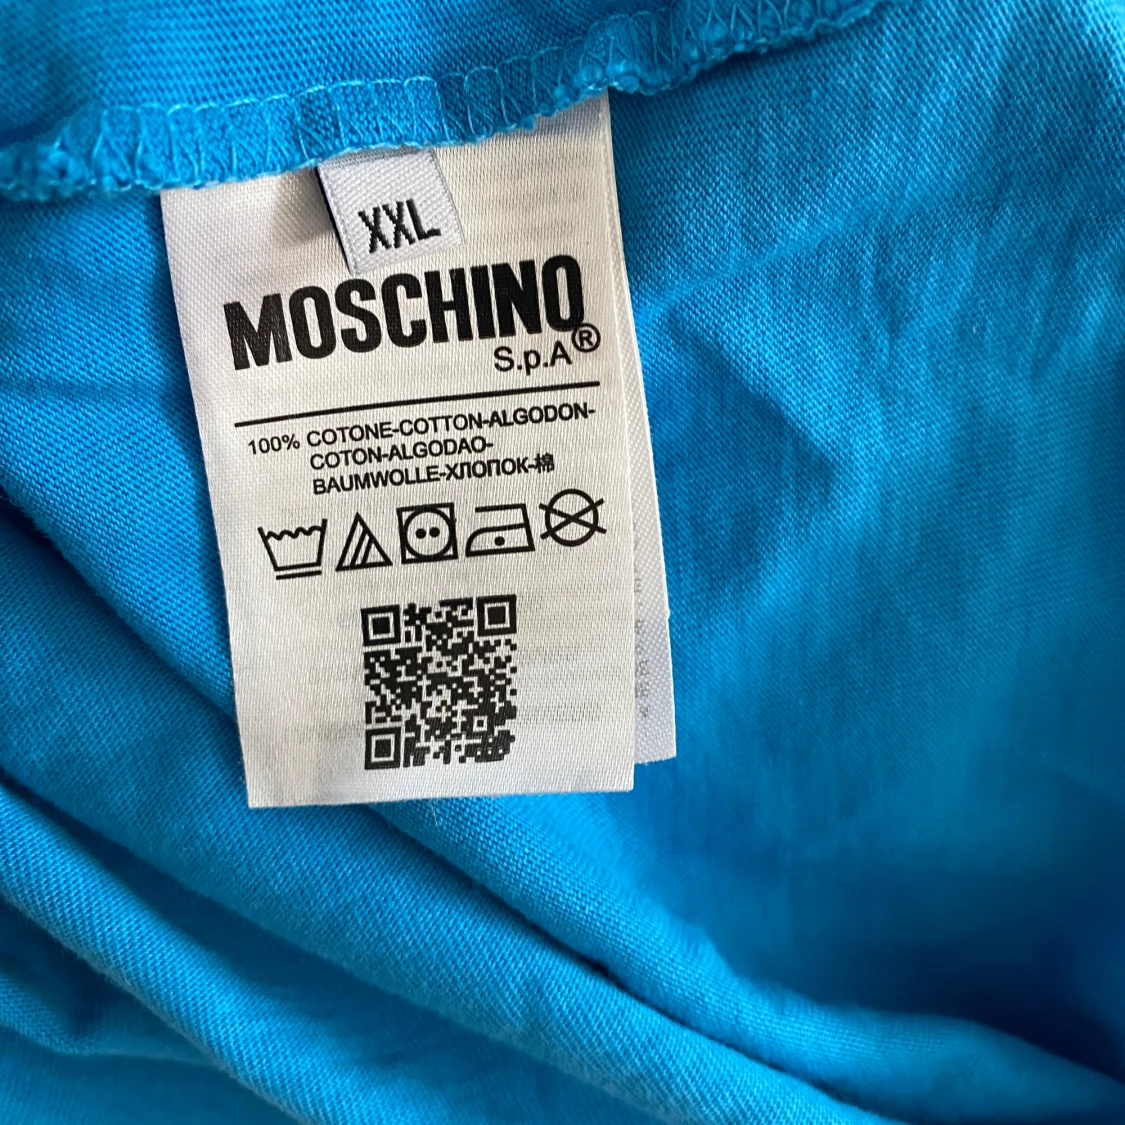 XXL
MOSCHINO
S.p.A®
100% COTONE-COTTON-ALGODON-
COTON-ALGODAO-
BAUMWOLLE-ХЛОПОК-棉